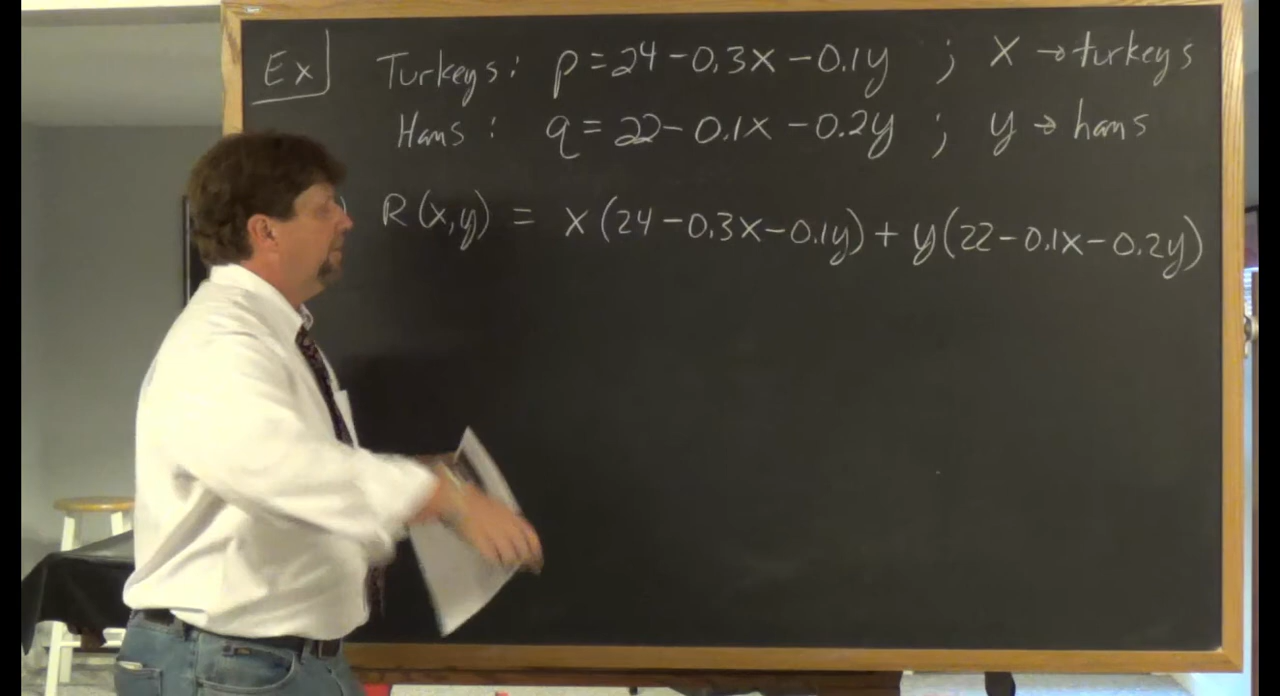 Ex Turkeys: p = 24 - 0.3x - 0.1y ; x → turkeys
Hams : q = 22 - 0.1x - 0.2y ; y → hams
) R(x,y) = x(24 - 0.3x - 0.1y) + y(22 - 0.1x - 0.2y)